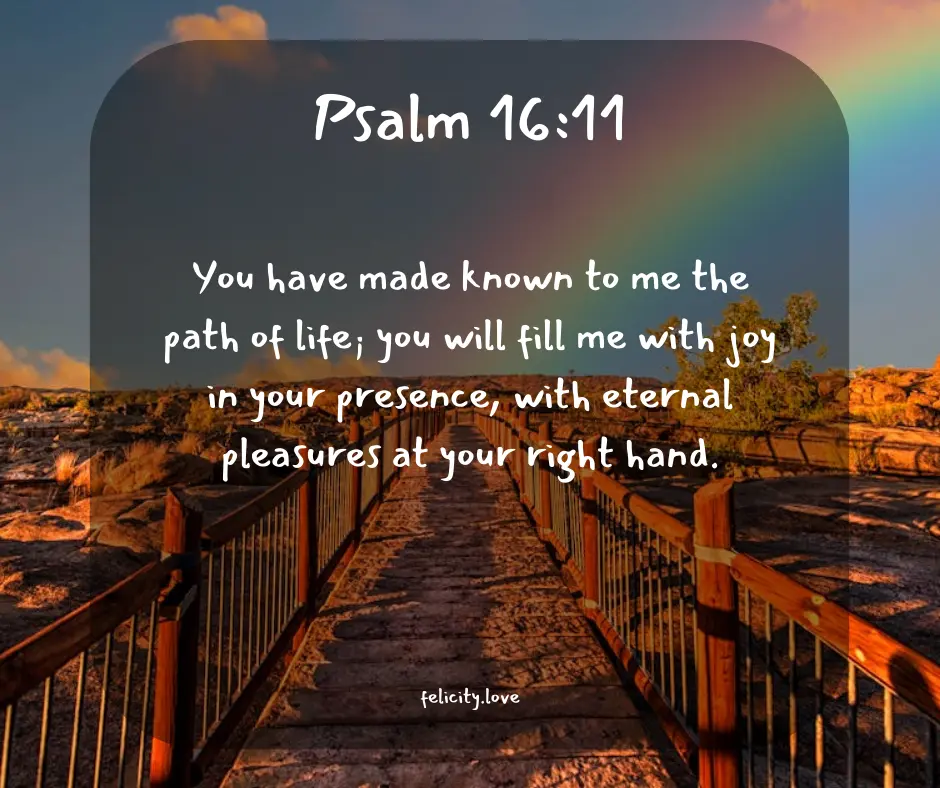 Psalm 16:11
You have made known to me the
path of life; you will fill me with joy
in your presence, with eternal
pleasures at your right hand.
felicity.love